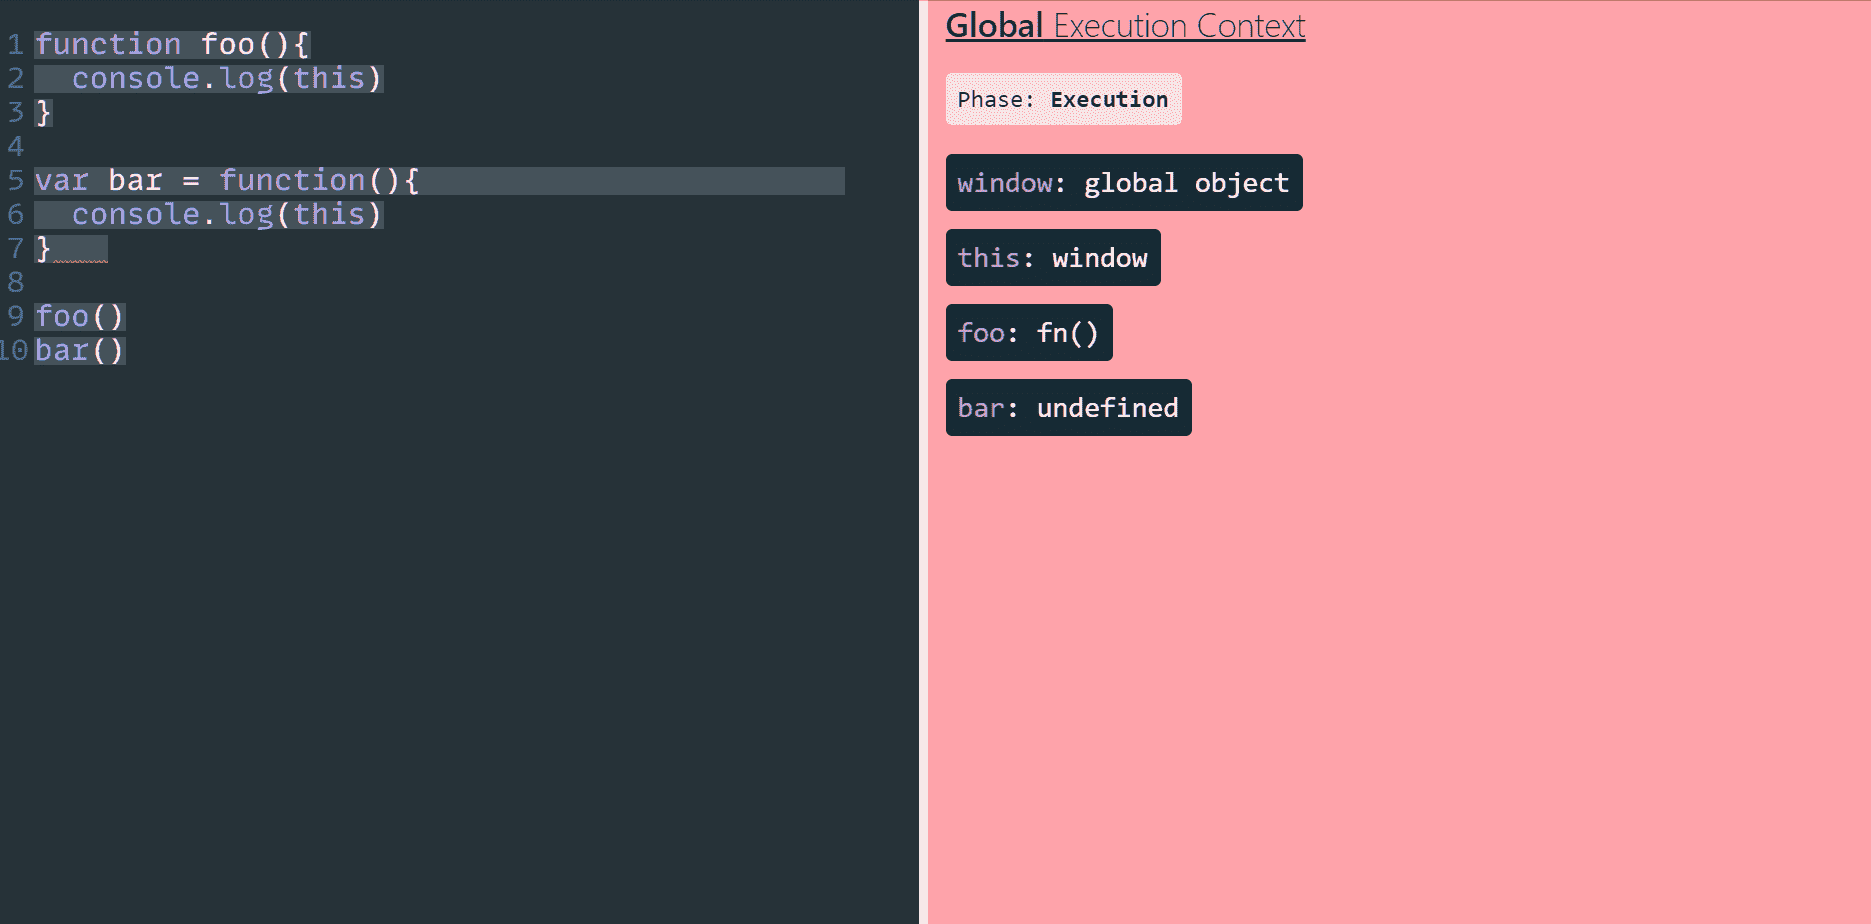 1 function foo(){
2   console.log(this)
3 }
4
5 var bar = function(){
6   console.log(this)
7 }
8
9 foo()
10 bar()
Global Execution Context
Phase: Execution
window: global object
this: window
foo: fn()
bar: undefined